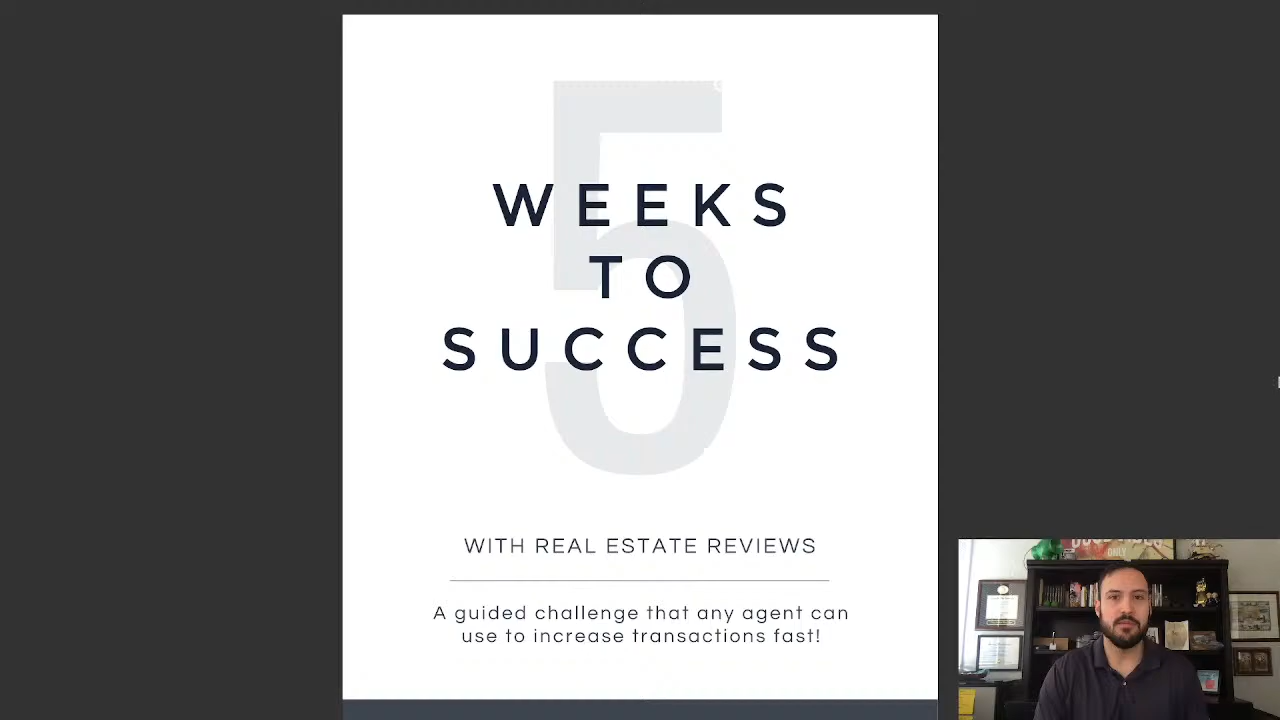 5
WEEKS
TO
SUCCESS
WITH REAL ESTATE REVIEWS
A guided challenge that any agent can
use to increase transactions fast!
ONLY